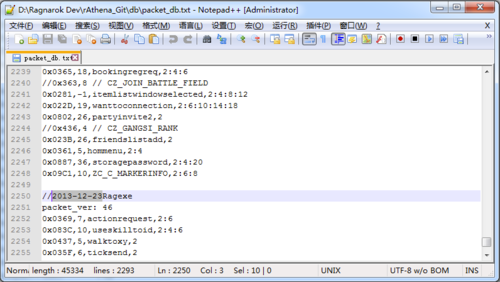 D:\Ragnarok Dev\rAthena_Git\db\packet_db.txt - Notepad++ [Administrator]
文件(F) 编辑(E) 搜索(S) 视图(V) 格式(M) 语言(L) 设置(T) 宏(O) 运行(R) 插件(P) 窗口(W) ? X
packet_db.txt
2239 0x0365,18,bookingregreq,2:4:6
2240 //0x363,8 // CZ_JOIN_BATTLE_FIELD
2241 0x0281,-1,itemlistwindowselected,2:4:8:12
2242 0x022D,19,wanttoconnection,2:6:10:14:18
2243 0x0802,26,partyinvite2,2
2244 //0x436,4 // CZ_GANGSI_RANK
2245 0x023B,26,friendslistadd,2
2246 0x0361,5,hommenu,2:4
2247 0x0887,36,storagepassword,2:4:20
2248 0x09C1,10,ZC_C_MARKERINFO,2:6:8
2249
2250 //2013-12-23Ragexe
2251 packet_ver: 46
2252 0x0369,7,actionrequest,2:6
2253 0x083C,10,useskilltoid,2:4:6
2254 0x0437,5,walktoxy,2
2255 0x035F,6,ticksend,2
Norma length : 45334 lines : 2293 Ln : 2250 Col : 3 Sel : 10 | 0 UNIX UTF-8 w/o BOM INS